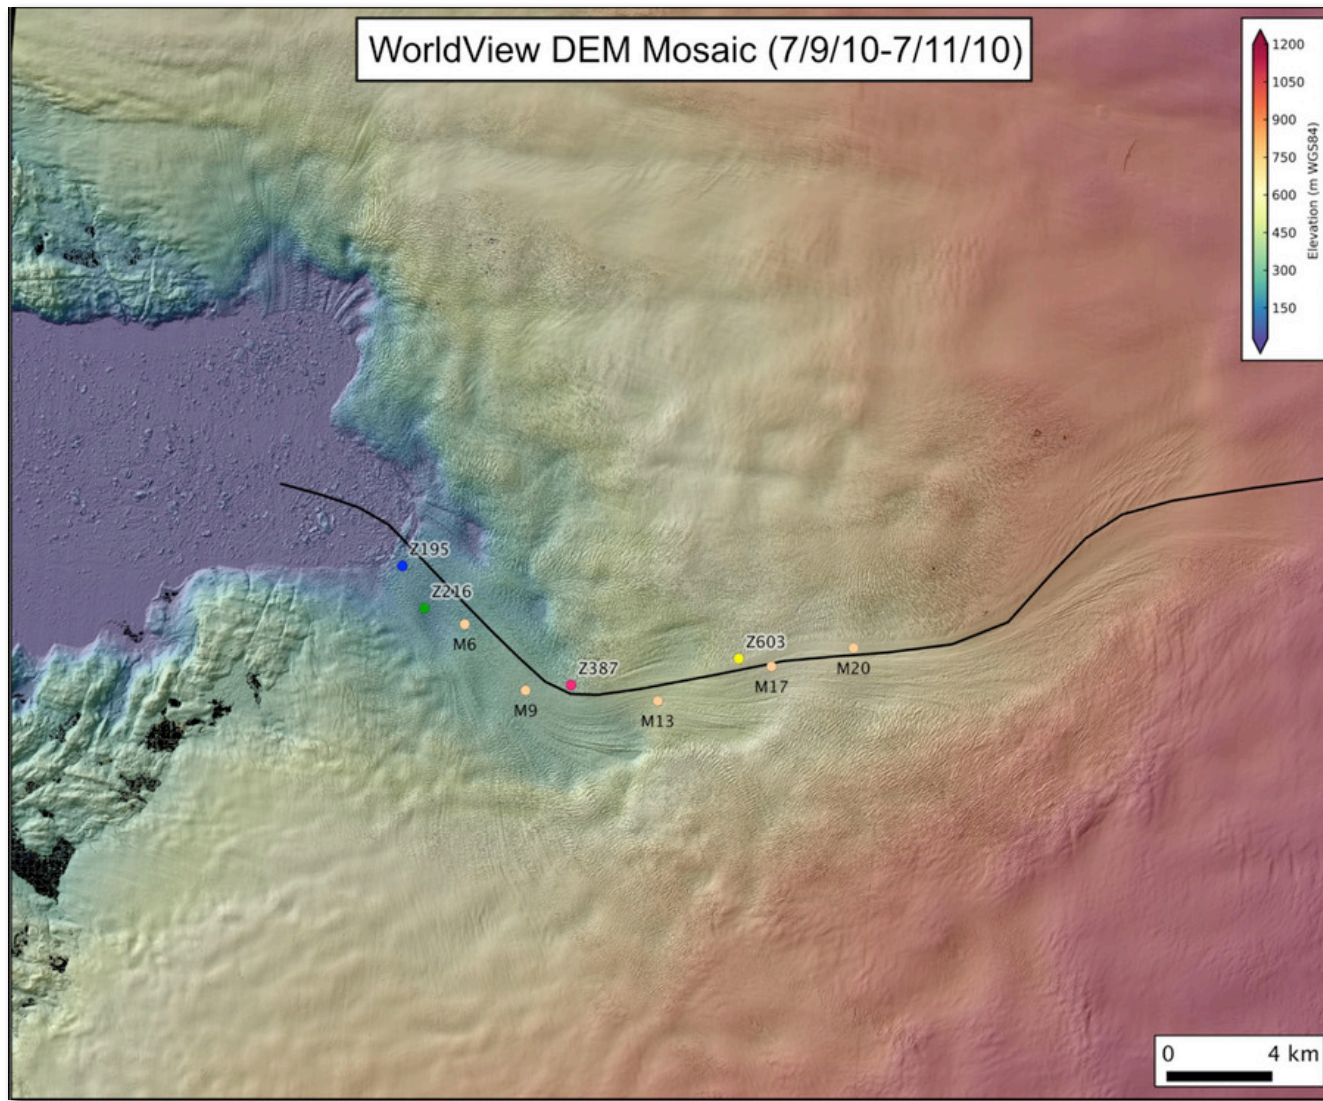 WorldView DEM Mosaic (7/9/10-7/11/10)
1200
1050
900
750
600
450
300
150
Elevation (m WGS84)
Z195
Z216
M6
Z603
Z387
M20
M17
M9
M13
0 4 km